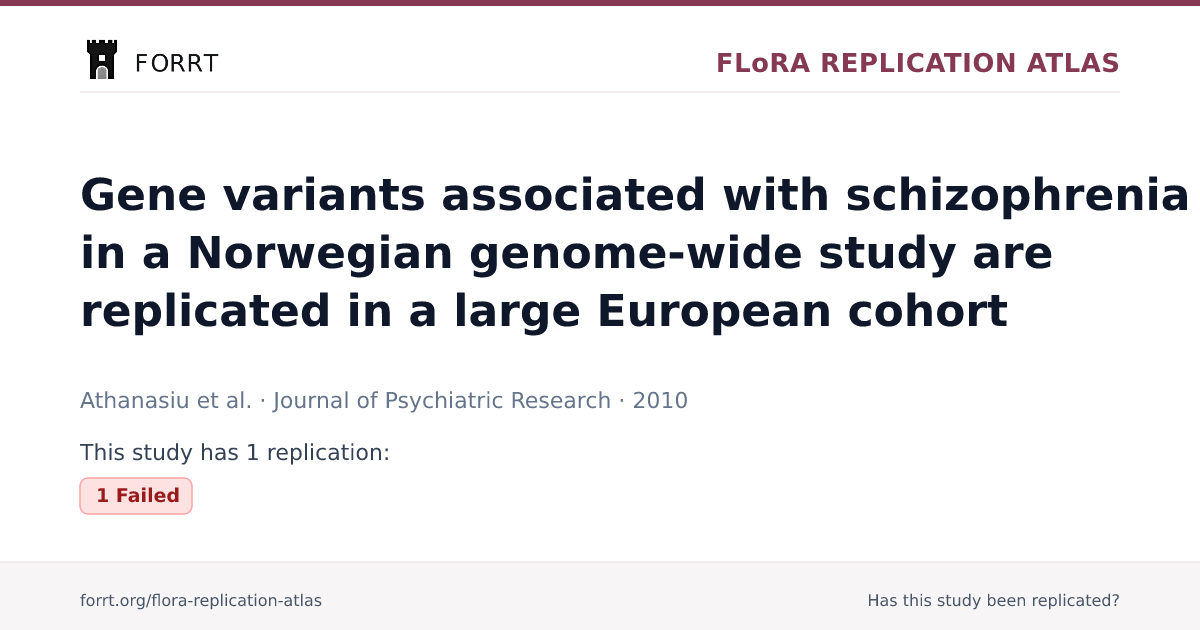 FORRT
FLoRA REPLICATION ATLAS
Gene variants associated with schizophrenia
in a Norwegian genome-wide study are
replicated in a large European cohort
Athanasiu et al. · Journal of Psychiatric Research · 2010
This study has 1 replication:
1 Failed
forrt.org/flora-replication-atlas
Has this study been replicated?